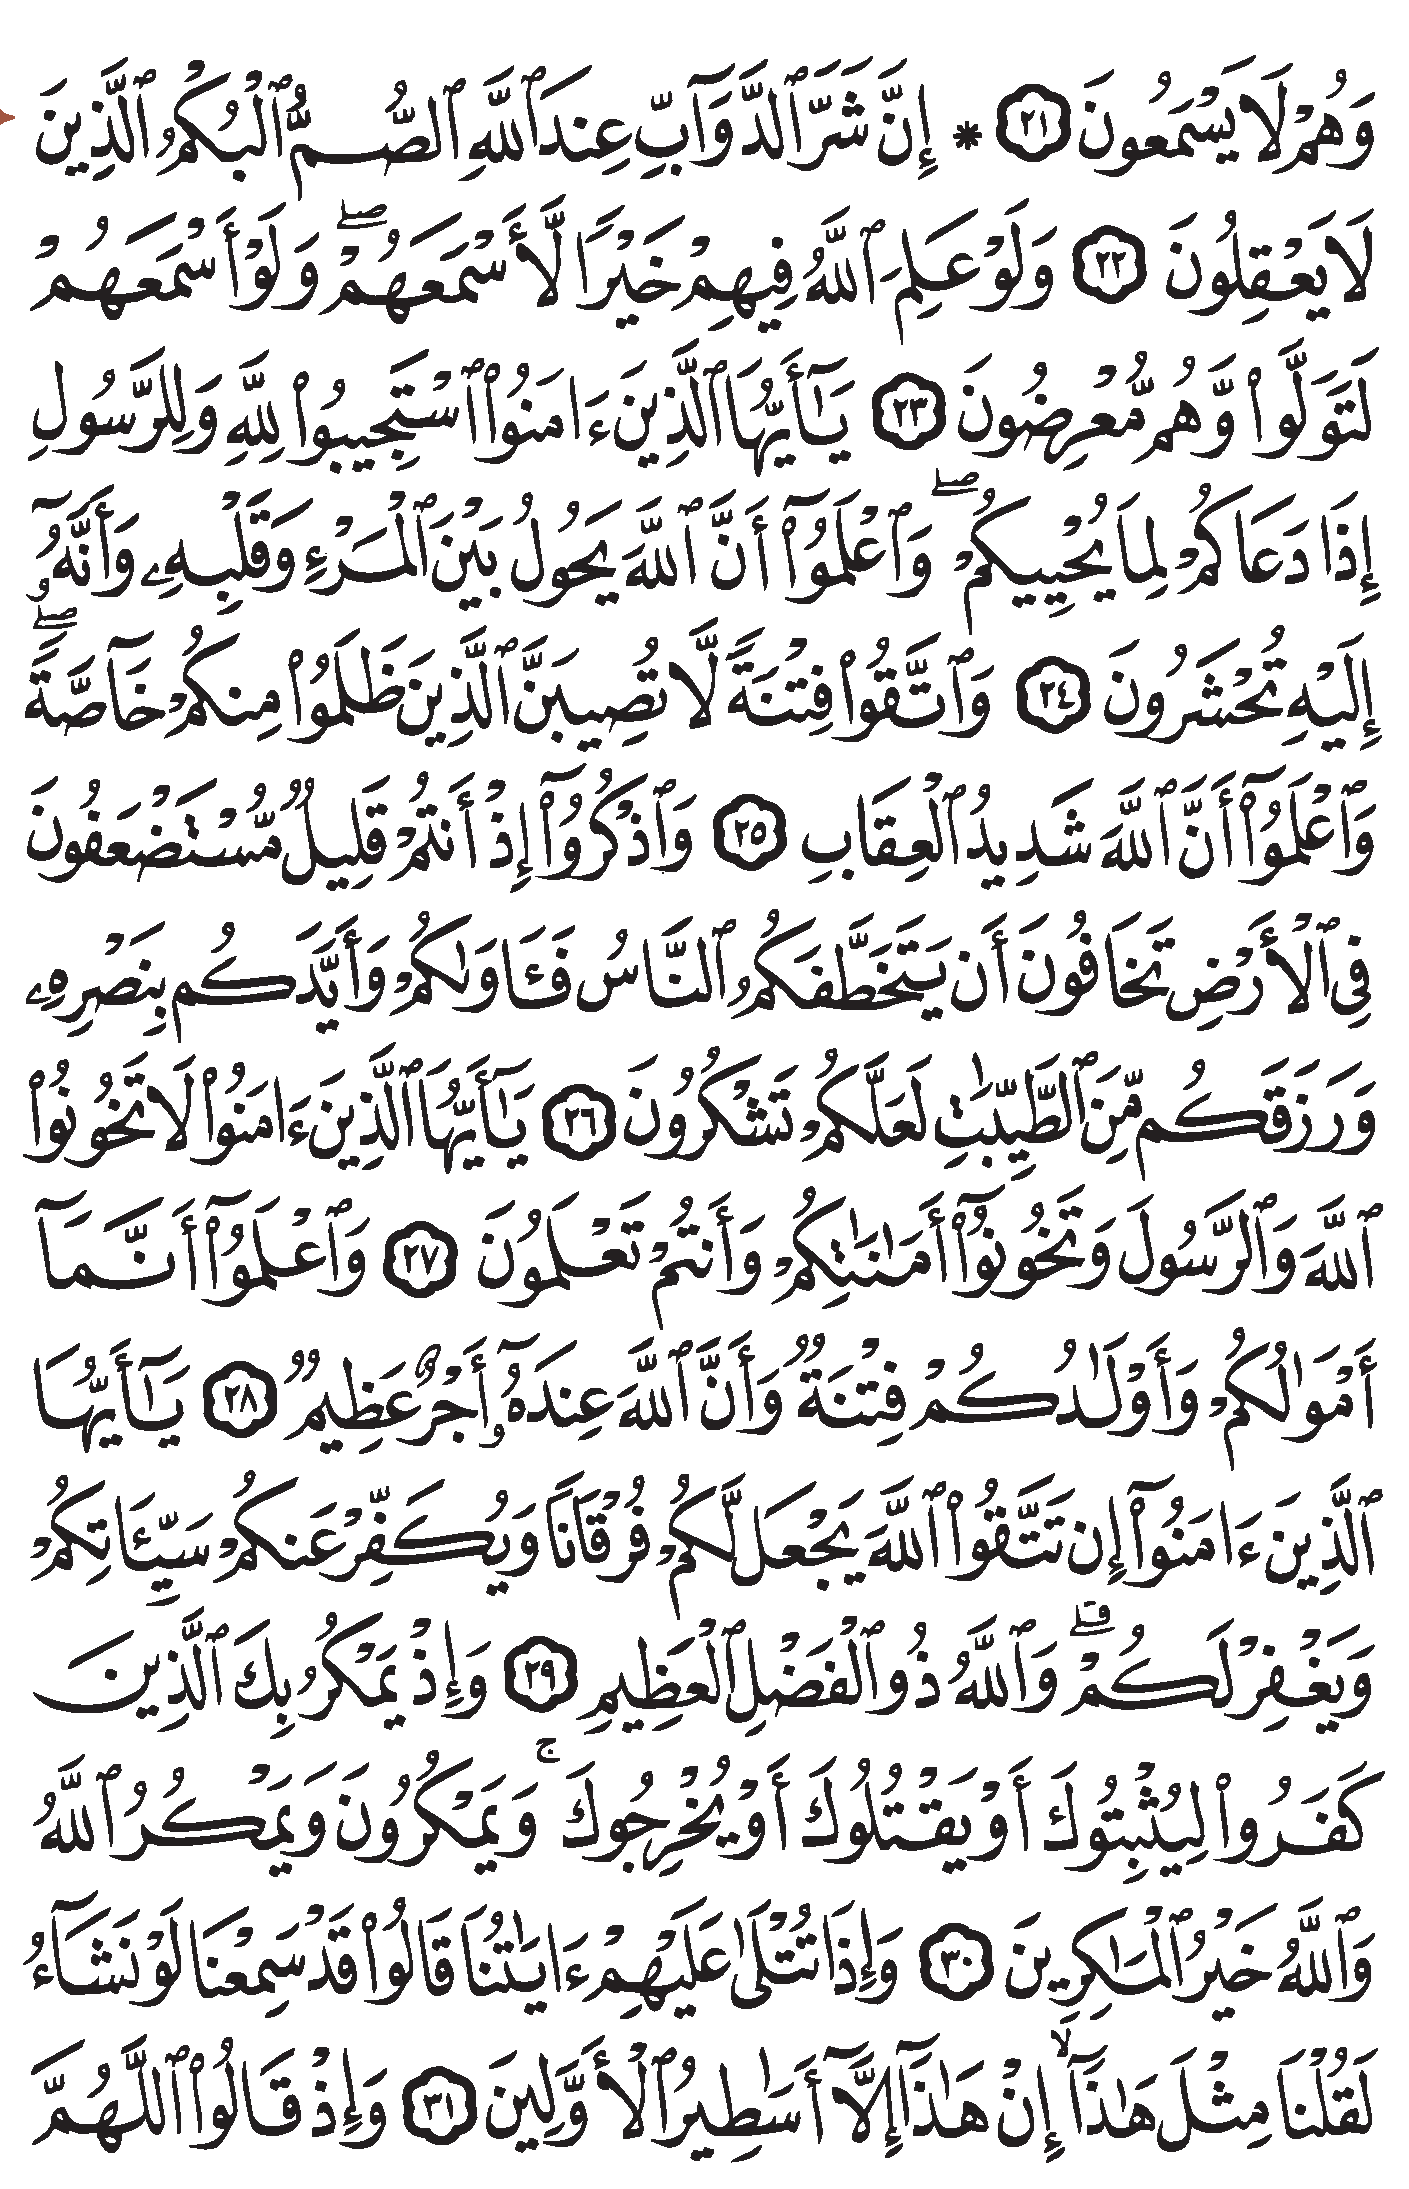 وَهُمْ لَا يَسْمَعُونَ ٢١ * إِنَّ شَرَّ ٱلدَّوَآبِّ عِندَ ٱللَّهِ ٱلصُّمُّ ٱلْبُكْمُ ٱلَّذِينَ
لَا يَعْقِلُونَ ٢٢ وَلَوْ عَلِمَ ٱللَّهُ فِيهِمْ خَيْرًا لَّأَسْمَعَهُمْۖ وَلَوْ أَسْمَعَهُمْ
لَتَوَلَّوا۟ وَّهُم مُّعْرِضُونَ ٢٣ يَـٰٓأَيُّهَا ٱلَّذِينَ ءَامَنُوا۟ ٱسْتَجِيبُوا۟ لِلَّهِ وَلِلرَّسُولِ
إِذَا دَعَاكُمْ لِمَا يُحْيِيكُمْۖ وَٱعْلَمُوٓا۟ أَنَّ ٱللَّهَ يَحُولُ بَيْنَ ٱلْمَرْءِ وَقَلْبِهِۦ وَأَنَّهُۥٓ
إِلَيْهِ تُحْشَرُونَ ٢٤ وَٱتَّقُوا۟ فِتْنَةً لَّا تُصِيبَنَّ ٱلَّذِينَ ظَلَمُوا۟ مِنكُمْ خَآصَّةًۖ
وَٱعْلَمُوٓا۟ أَنَّ ٱللَّهَ شَدِيدُ ٱلْعِقَابِ ٢٥ وَٱذْكُرُوٓا۟ إِذْ أَنتُمْ قَلِيلٌ مُّسْتَضْعَفُونَ
فِى ٱلْأَرْضِ تَخَافُونَ أَن يَتَخَطَّفَكُمُ ٱلنَّاسُ فَـَٔاوَىٰكُمْ وَأَيَّدَكُم بِنَصْرِهِۦ
وَرَزَقَكُم مِّنَ ٱلطَّيِّبَـٰتِ لَعَلَّكُمْ تَشْكُرُونَ ٢٦ يَـٰٓأَيُّهَا ٱلَّذِينَ ءَامَنُوا۟ لَا تَخُونُوا۟
ٱللَّهَ وَٱلرَّسُولَ وَتَخُونُوٓا۟ أَمَـٰنَـٰتِكُمْ وَأَنتُمْ تَعْلَمُونَ ٢٧ وَٱعْلَمُوٓا۟ أَنَّمَآ
أَمْوَٰلُكُمْ وَأَوْلَـٰدُكُمْ فِتْنَةٌ وَأَنَّ ٱللَّهَ عِندَهُۥٓ أَجْرٌ عَظِيمٌ ٢٨ يَـٰٓأَيُّهَا
ٱلَّذِينَ ءَامَنُوٓا۟ إِن تَتَّقُوا۟ ٱللَّهَ يَجْعَل لَّكُمْ فُرْقَانًا وَيُكَفِّرْ عَنكُمْ سَيِّـَٔاتِكُمْ
وَيَغْفِرْ لَكُمْۗ وَٱللَّهُ ذُو ٱلْفَضْلِ ٱلْعَظِيمِ ٢٩ وَإِذْ يَمْكُرُ بِكَ ٱلَّذِينَ
كَفَرُوا۟ لِيُثْبِتُوكَ أَوْ يَقْتُلُوكَ أَوْ يُخْرِجُوكَۚ وَيَمْكُرُونَ وَيَمْكُرُ ٱللَّهُ
وَٱللَّهُ خَيْرُ ٱلْمَـٰكِرِينَ ٣٠ وَإِذَا تُتْلَىٰ عَلَيْهِمْ ءَايَـٰتُنَا قَالُوا۟ قَدْ سَمِعْنَا لَوْ نَشَآءُ
لَقُلْنَا مِثْلَ هَـٰذَآۙ إِنْ هَـٰذَآ إِلَّآ أَسَـٰطِيرُ ٱلْأَوَّلِينَ ٣١ وَإِذْ قَالُوا۟ ٱللَّهُمَّ